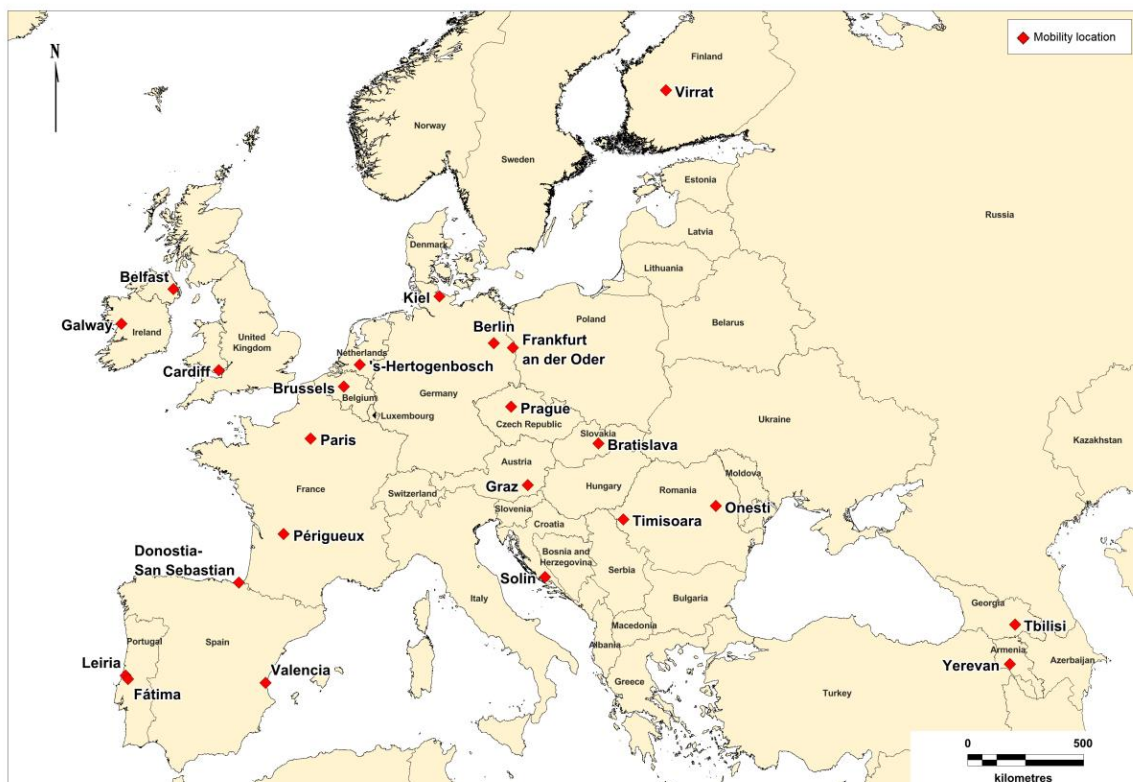 N
Mobility location
Finland
Virrat
Norway
Sweden
Estonia
Russia
Latvia
Denmark
Lithuania
Belfast
Kiel
Galway
Ireland
Poland
Belarus
United
Kingdom
Berlin
Frankfurt
an der Oder
Netherlands
's-Hertogenbosch
Cardiff
Brussels
Belgium
Germany
Prague
Czech Republic
Luxembourg
Ukraine
Kazakhstan
Paris
Slovakia
Bratislava
Austria
Graz
Moldova
France
Switzerland
Hungary
Romania
Onesti
Slovenia
Timisoara
Croatia
Périgueux
Donostia-
San Sebastian
Bosnia and
Herzegovina
Solin
Serbia
Italy
Bulgaria
Georgia
Tbilisi
Portugal
Spain
Macedonia
Albania
Armenia
Yerevan
Azerbaijan
Leiria
Fátima
Valencia
Greece
Turkey
0
500
kilometres